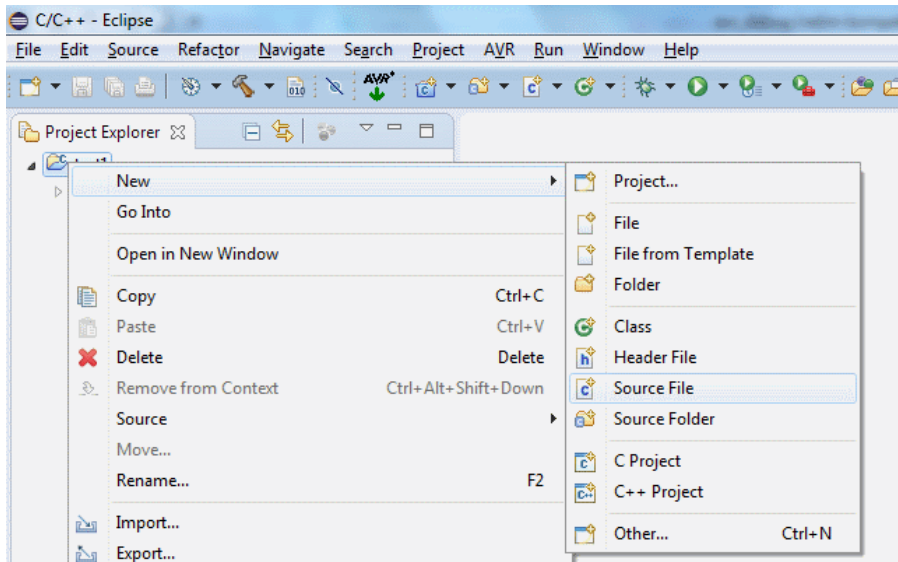 C/C++ - Eclipse
File Edit Source Refactor Navigate Search Project AVR Run Window Help
AVR
Project Explorer
New
Go Into
Open in New Window
Copy Ctrl+C
Paste Ctrl+V
Delete Delete
Remove from Context Ctrl+Alt+Shift+Down
Source
Move...
Rename... F2
Import...
Export...
Project...
File
File from Template
Folder
Class
Header File
Source File
Source Folder
C Project
C++ Project
Other... Ctrl+N